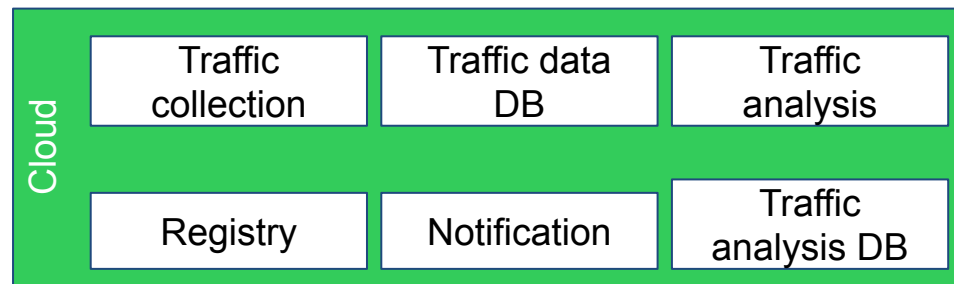 Cloud
Traffic
collection
Traffic data
DB
Traffic
analysis
Registry
Notification
Traffic
analysis DB